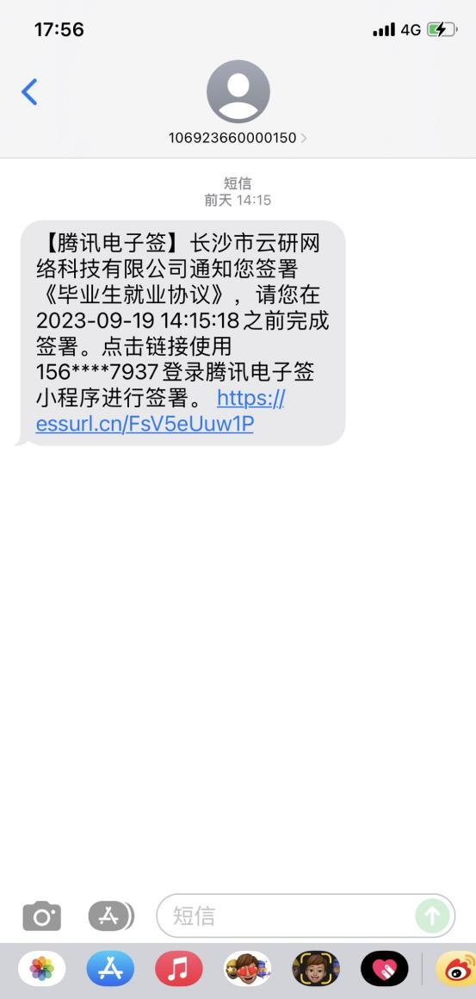 17:56
4G
106923660000150
短信
前天 14:15
【腾讯电子签】长沙市云研网
络科技有限公司通知您签署
《毕业生就业协议》，请您在
2023-09-19 14:15:18之前完成
签署。点击链接使用
156****7937登录腾讯电子签
小程序进行签署。 https://
essurl.cn/FsV5eUuw1P
短信